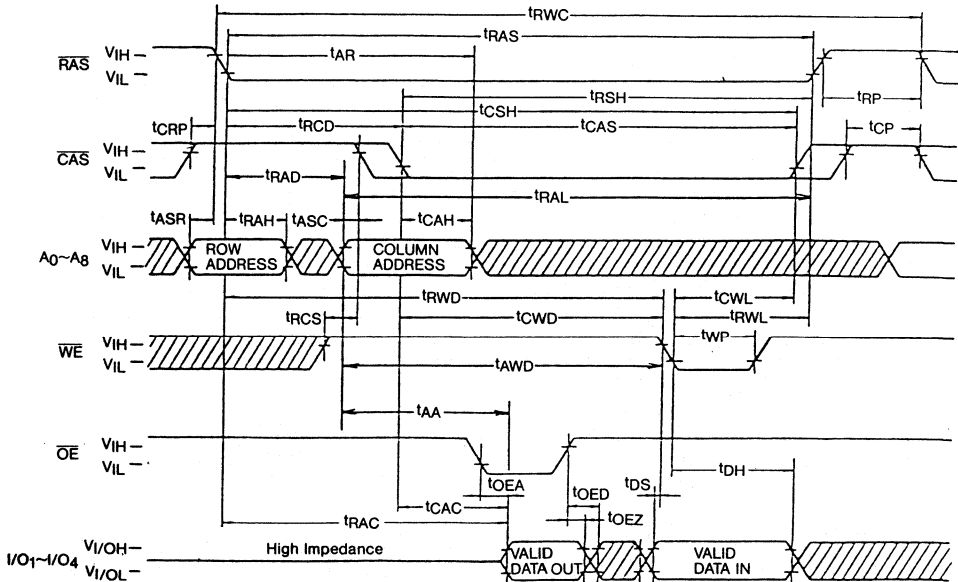 tRWC
tRAS
tAR
RAS VIH VIL
tRSH tRP
tCSH
tCRP tRCD tCAS tCP
CAS VIH VIL
tRAD
tRAL
tASR tRAH tASC tCAH
A0~A8 VIH VIL
ROW ADDRESS
COLUMN ADDRESS
tRWD tCWL
tRCS tCWD tRWL
tWP
WE VIH VIL
tAWD
tAA
OE VIH VIL
tDH
tOEA tOED tDS
tCAC tOEZ
tRAC
I/O1~I/O4 VI/OH VI/OL
High Impedance
VALID DATA OUT
VALID DATA IN